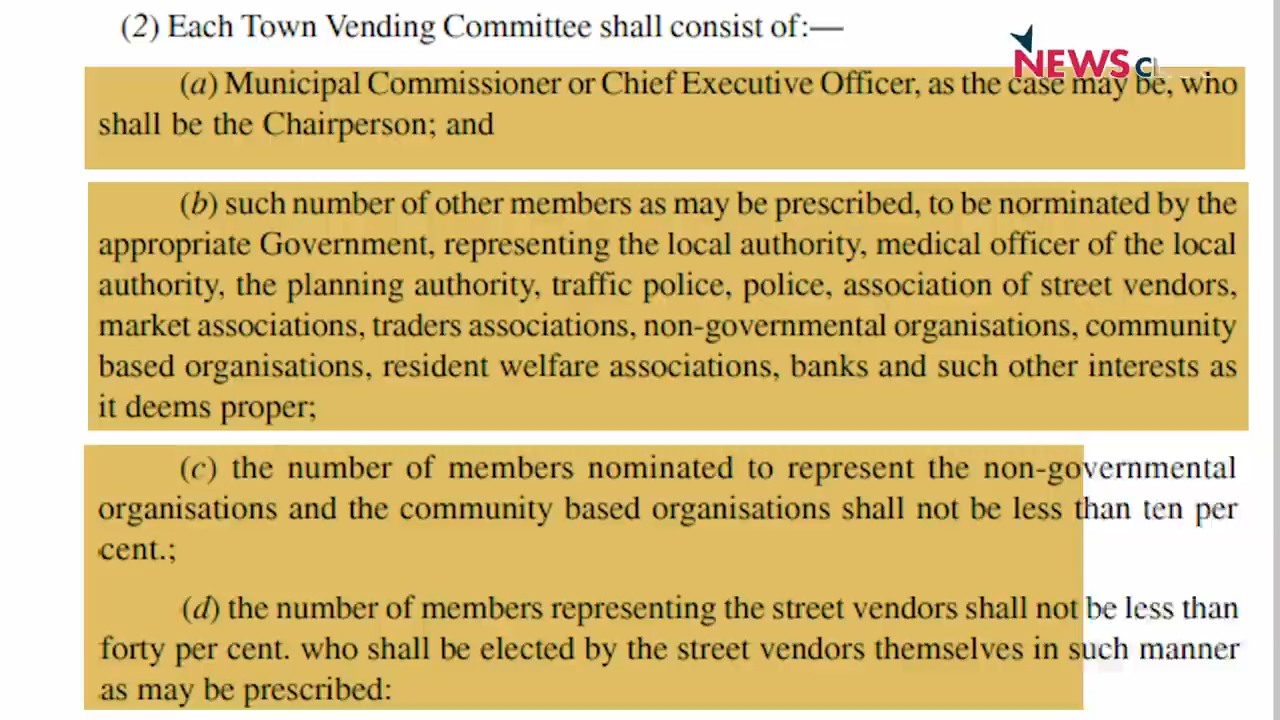 (2) Each Town Vending Committee shall consist of:—
NEWS
(a) Municipal Commissioner or Chief Executive Officer, as the case may be, who
shall be the Chairperson; and
(b) such number of other members as may be prescribed, to be norminated by the
appropriate Government, representing the local authority, medical officer of the local
authority, the planning authority, traffic police, police, association of street vendors,
market associations, traders associations, non-governmental organisations, community
based organisations, resident welfare associations, banks and such other interests as
it deems proper;
(c) the number of members nominated to represent the non-governmental
organisations and the community based organisations shall not be less than ten per
cent.;
(d) the number of members representing the street vendors shall not be less than
forty per cent. who shall be elected by the street vendors themselves in such manner
as may be prescribed: